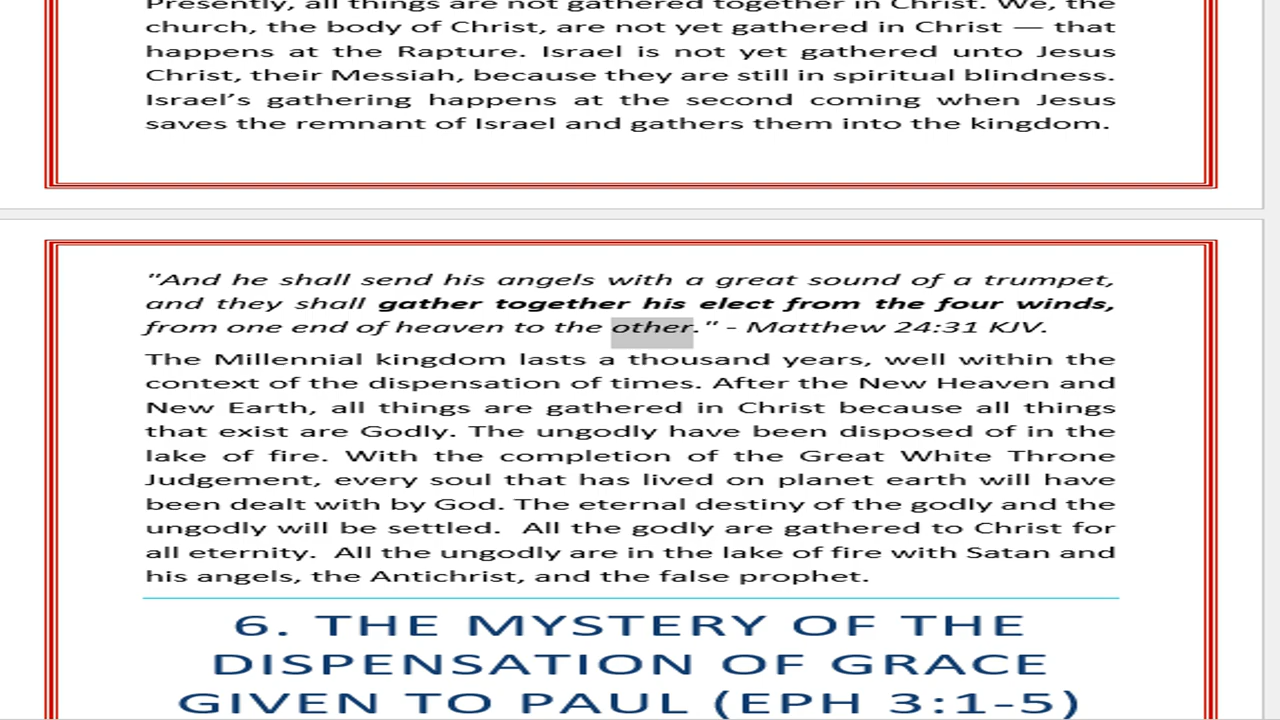 Presently, all things are not gathered together in Christ. We, the
church, the body of Christ, are not yet gathered in Christ — that
happens at the Rapture. Israel is not yet gathered unto Jesus
Christ, their Messiah, because they are still in spiritual blindness.
Israel’s gathering happens at the second coming when Jesus
saves the remnant of Israel and gathers them into the kingdom.
"And he shall send his angels with a great sound of a trumpet,
and they shall gather together his elect from the four winds,
from one end of heaven to the other." - Matthew 24:31 KJV.
The Millennial kingdom lasts a thousand years, well within the
context of the dispensation of times. After the New Heaven and
New Earth, all things are gathered in Christ because all things
that exist are Godly. The ungodly have been disposed of in the
lake of fire. With the completion of the Great White Throne
Judgement, every soul that has lived on planet earth will have
been dealt with by God. The eternal destiny of the godly and the
ungodly will be settled.  All the godly are gathered to Christ for
all eternity.  All the ungodly are in the lake of fire with Satan and
his angels, the Antichrist, and the false prophet.
6. THE MYSTERY OF THE
DISPENSATION OF GRACE
GIVEN TO PAUL (EPH 3:1-5)